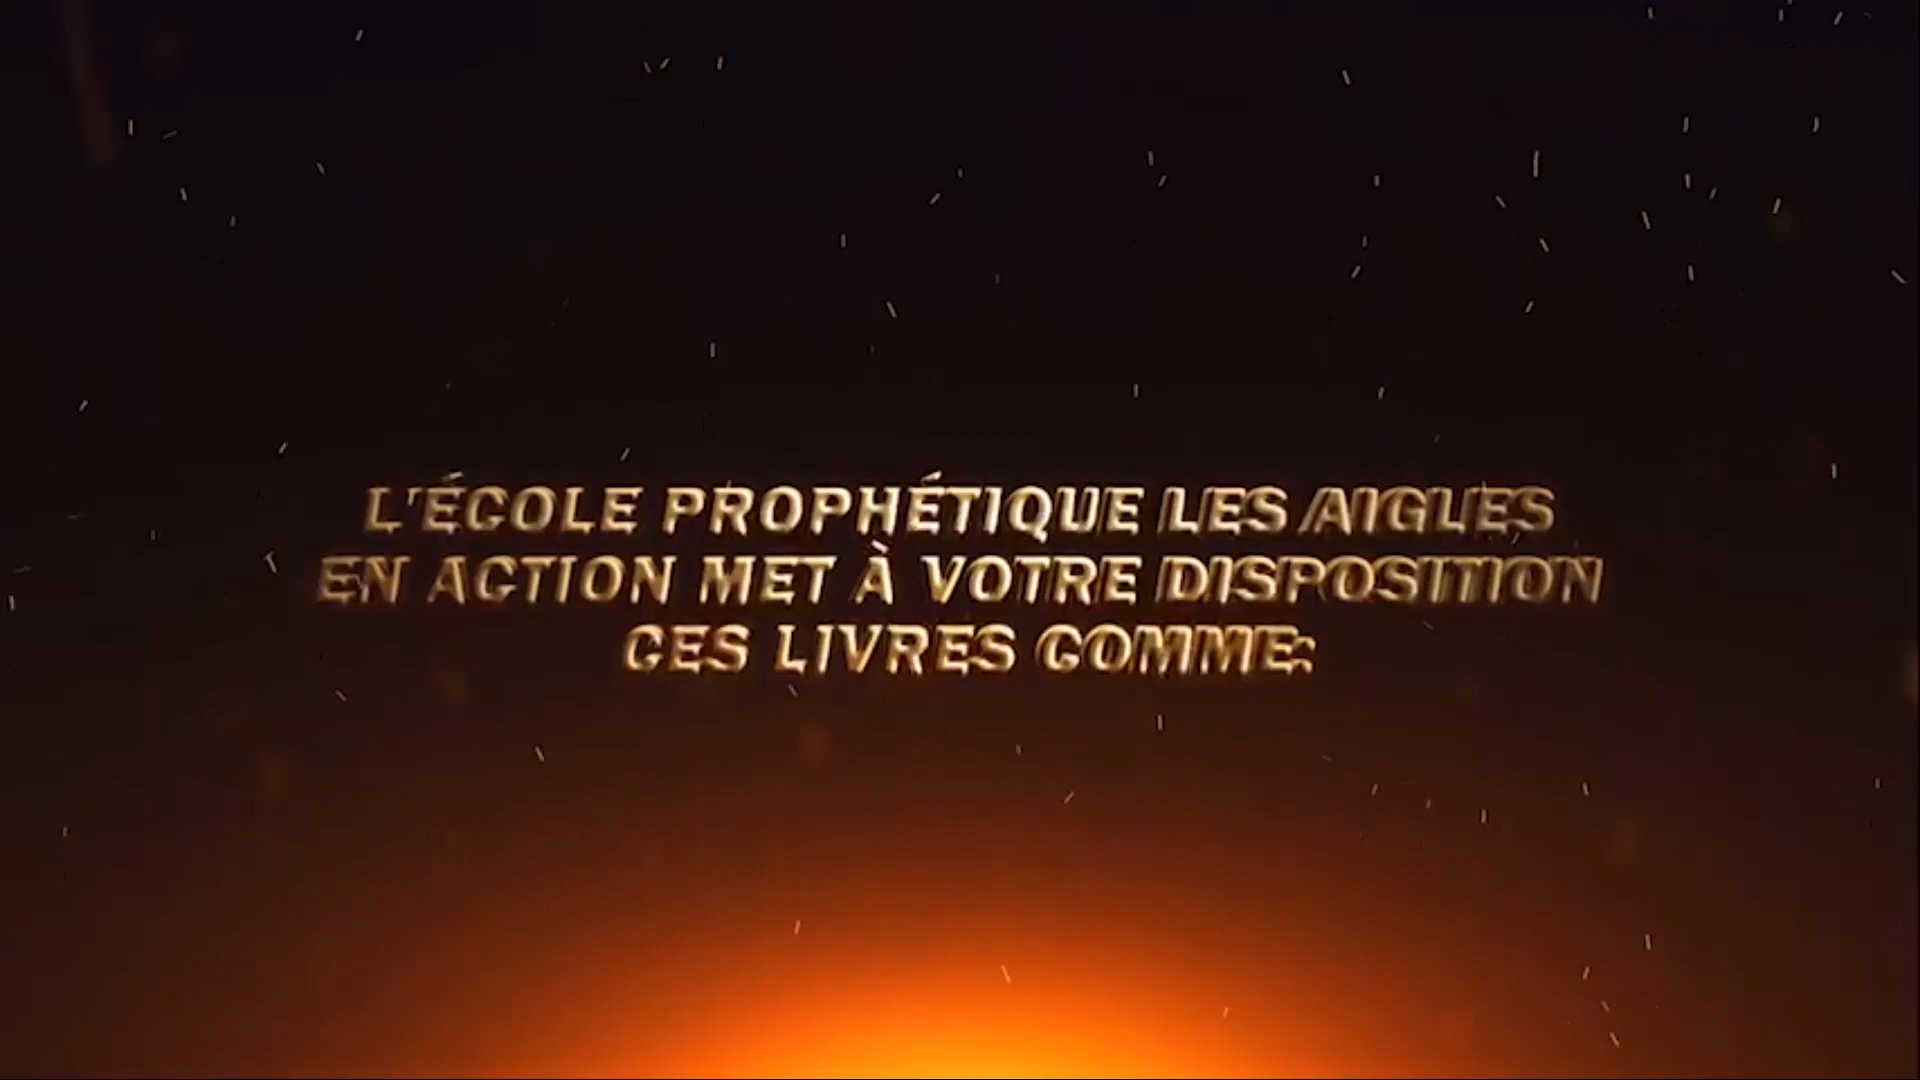 L'ÉCOLE PROPHÉTIQUE LES AIGLES
EN ACTION MET À VOTRE DISPOSITION
CES LIVRES COMME: